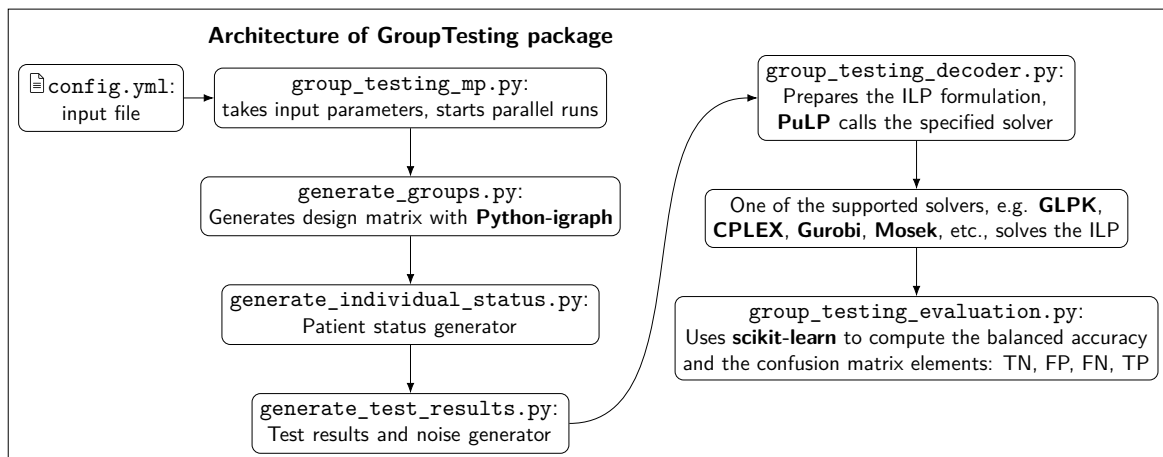 Architecture of GroupTesting package
config.yml:
input file
group_testing_mp.py:
takes input parameters, starts parallel runs
generate_groups.py:
Generates design matrix with Python-igraph
generate_individual_status.py:
Patient status generator
generate_test_results.py:
Test results and noise generator
group_testing_decoder.py:
Prepares the ILP formulation,
PuLP calls the specified solver
One of the supported solvers, e.g. GLPK,
CPLEX, Gurobi, Mosek, etc., solves the ILP
group_testing_evaluation.py:
Uses scikit-learn to compute the balanced accuracy
and the confusion matrix elements: TN, FP, FN, TP